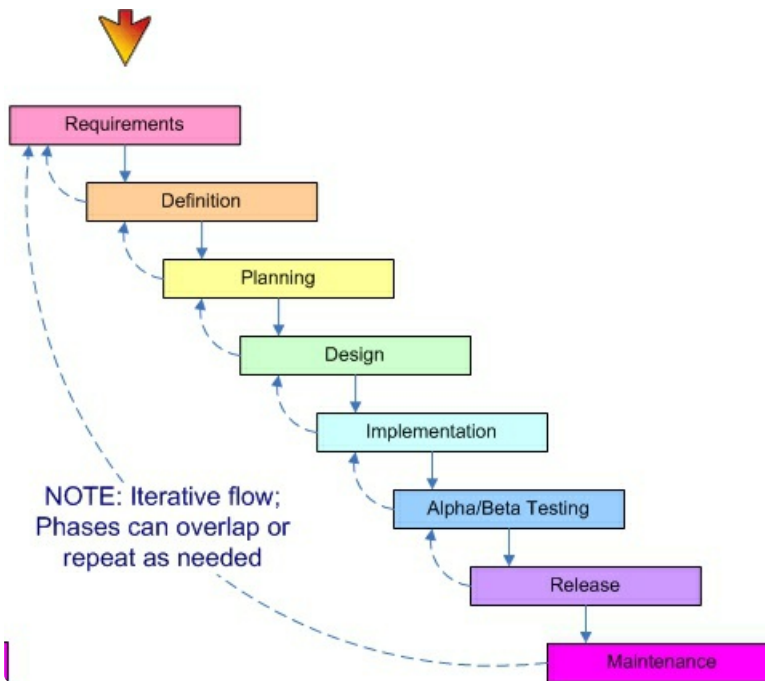 Requirements
Definition
Planning
Design
Implementation
Alpha/Beta Testing
Release
Maintenance
NOTE: Iterative flow;
Phases can overlap or
repeat as needed